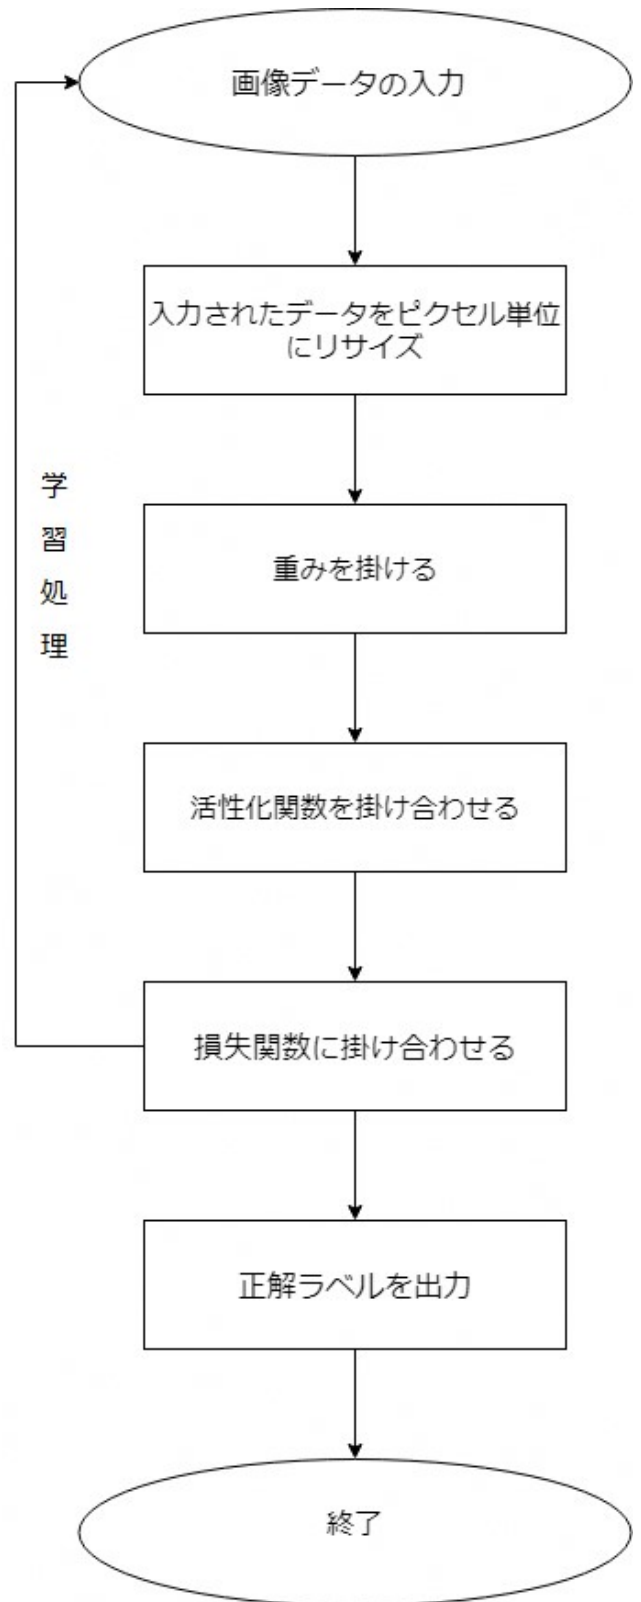 画像データの入力
入力されたデータをピクセル単位
にリサイズ
学習処理
重みを掛ける
活性化関数を掛け合わせる
損失関数に掛け合わせる
正解ラベルを出力
終了